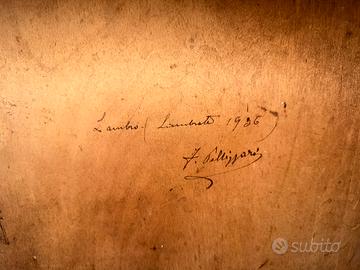 Lambro (Lambrate 1936
F. Pellizzari
subito